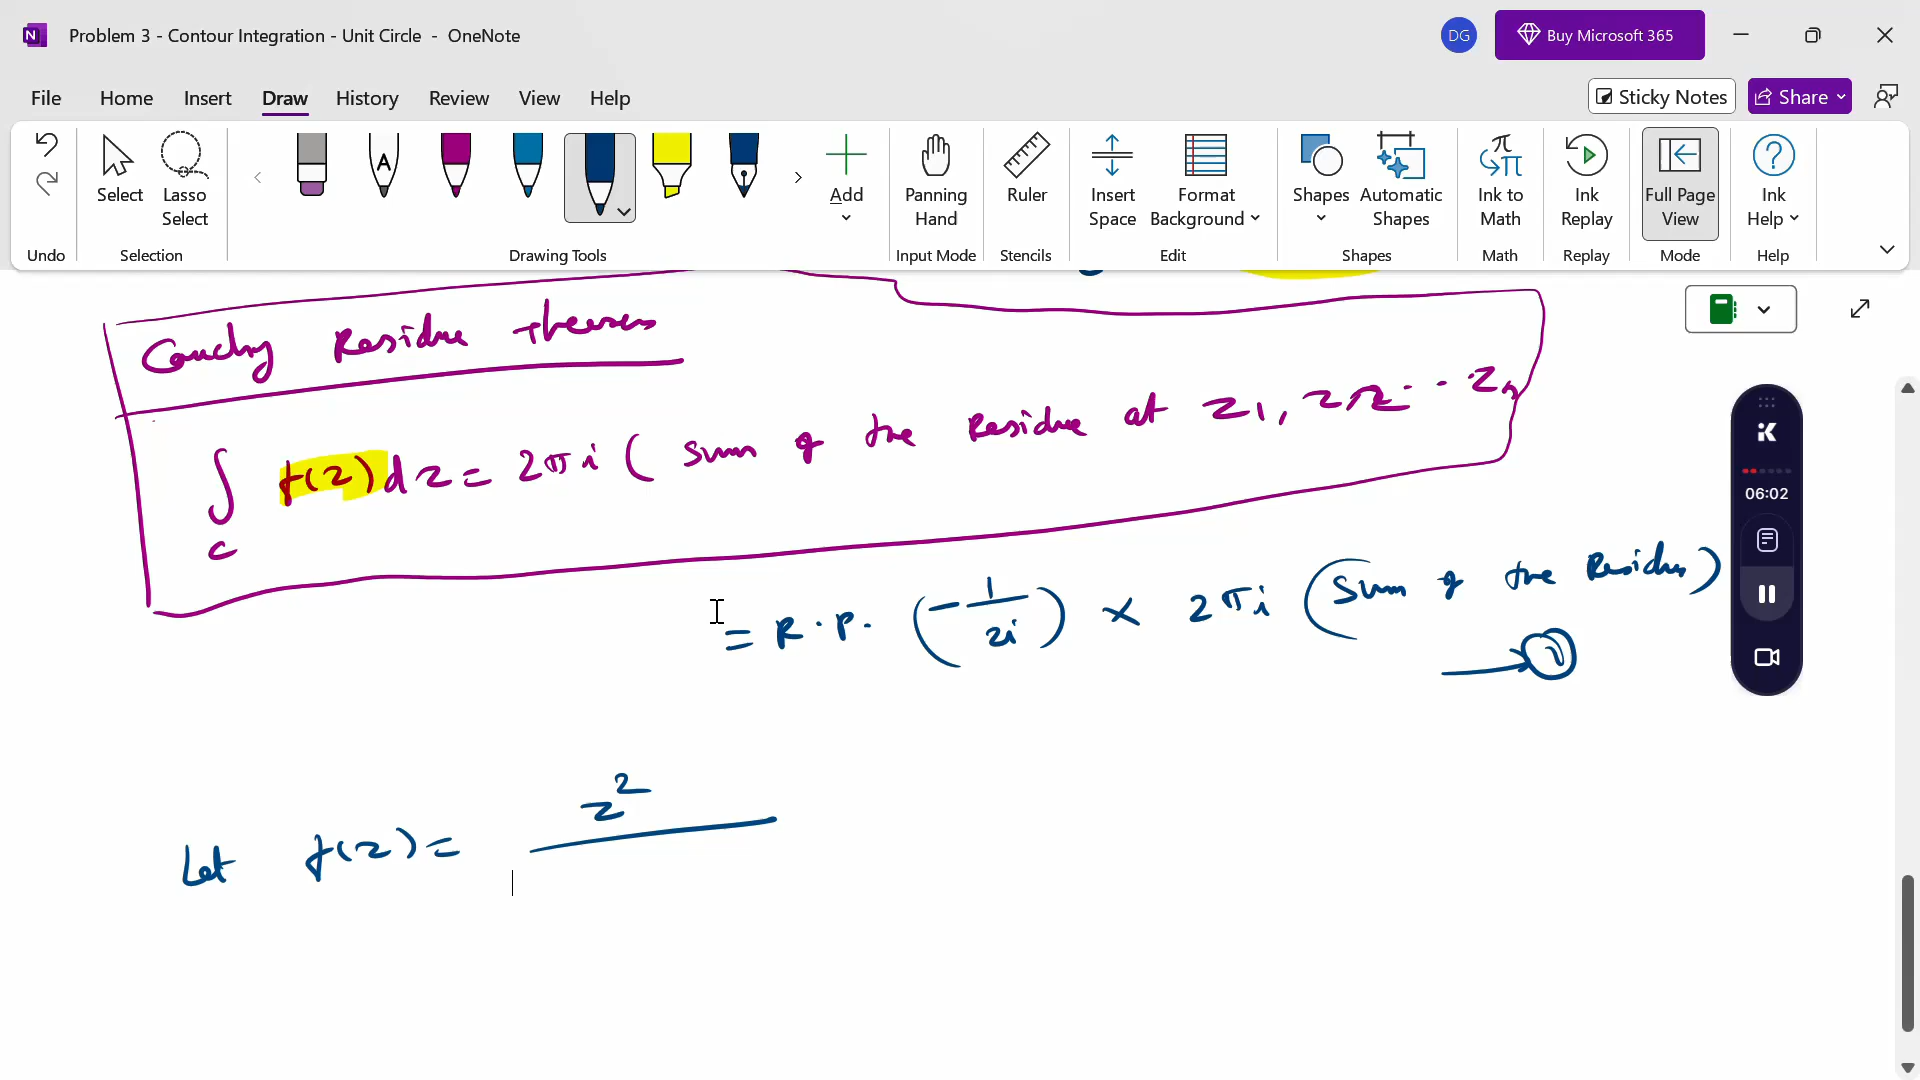 Problem 3 - Contour Integration - Unit Circle - OneNote
DG
Buy Microsoft 365
File Home Insert Draw History Review View Help
Sticky Notes
Share
Select
Lasso Select
A
Add
Panning Hand
Ruler
Insert Space
Format Background
Shapes
Automatic Shapes
Ink to Math
Ink Replay
Full Page View
Ink Help
Undo
Selection
Drawing Tools
Input Mode
Stencils
Edit
Shapes
Math
Replay
Mode
Help
Cauchy Residue theorem
∫ f(z) dz = 2πi ( sum of the Residue at z1, z2 ... zn
c
= R.P. (-1/2i) × 2πi (Sum of the Residues)
→ ①
Let f(z) = z²
06:02